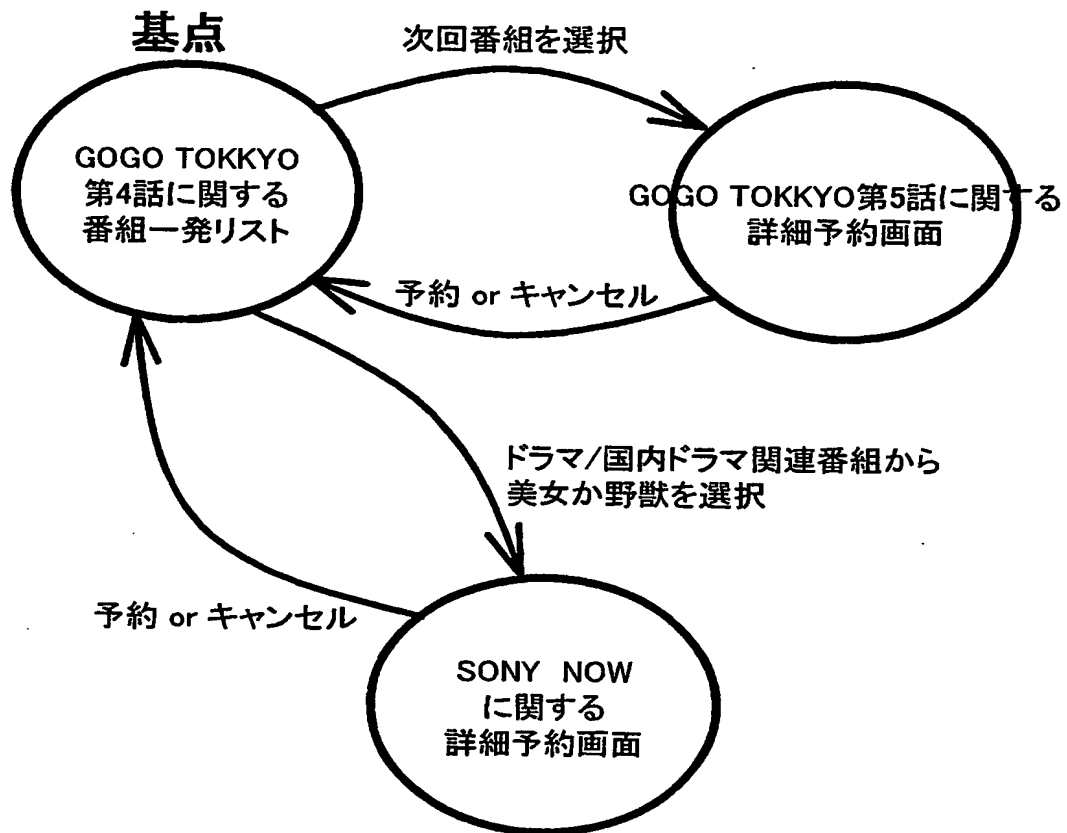 基点
次回番組を選択
GOGO TOKKYO
第4話に関する
番組一発リスト
GOGO TOKKYO第5話に関する
詳細予約画面
予約 or キャンセル
ドラマ/国内ドラマ関連番組から
美女か野獣を選択
予約 or キャンセル
SONY NOW
に関する
詳細予約画面